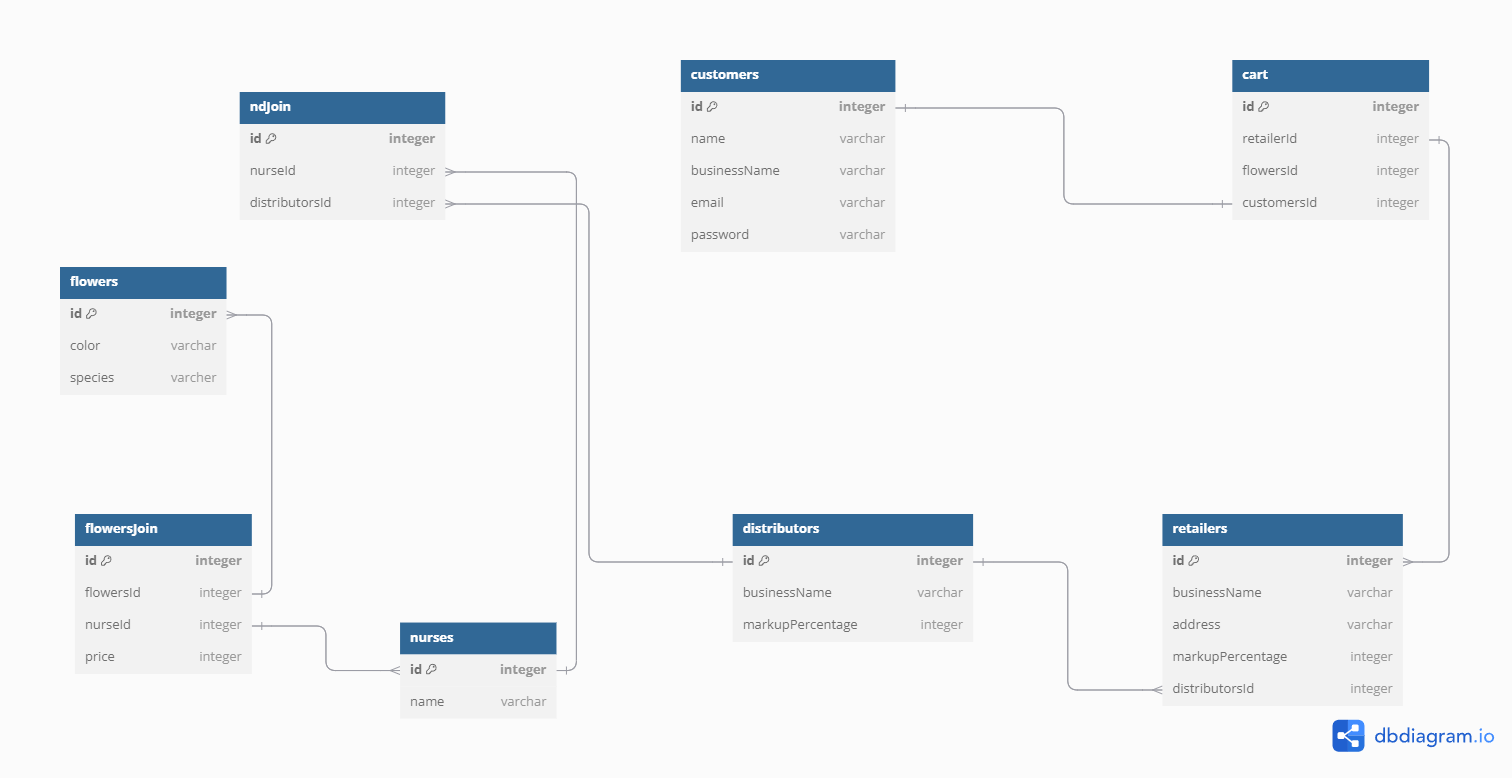 customers
id integer
name varchar
businessName varchar
email varchar
password varchar
cart
id integer
retailerId integer
flowersId integer
customersId integer
ndJoin
id integer
nurseId integer
distributorsId integer
flowers
id integer
color varchar
species varcher
flowersJoin
id integer
flowersId integer
nurseId integer
price integer
nurses
id integer
name varchar
distributors
id integer
businessName varchar
markupPercentage integer
retailers
id integer
businessName varchar
address varchar
markupPercentage integer
distributorsId integer
dbdiagram.io